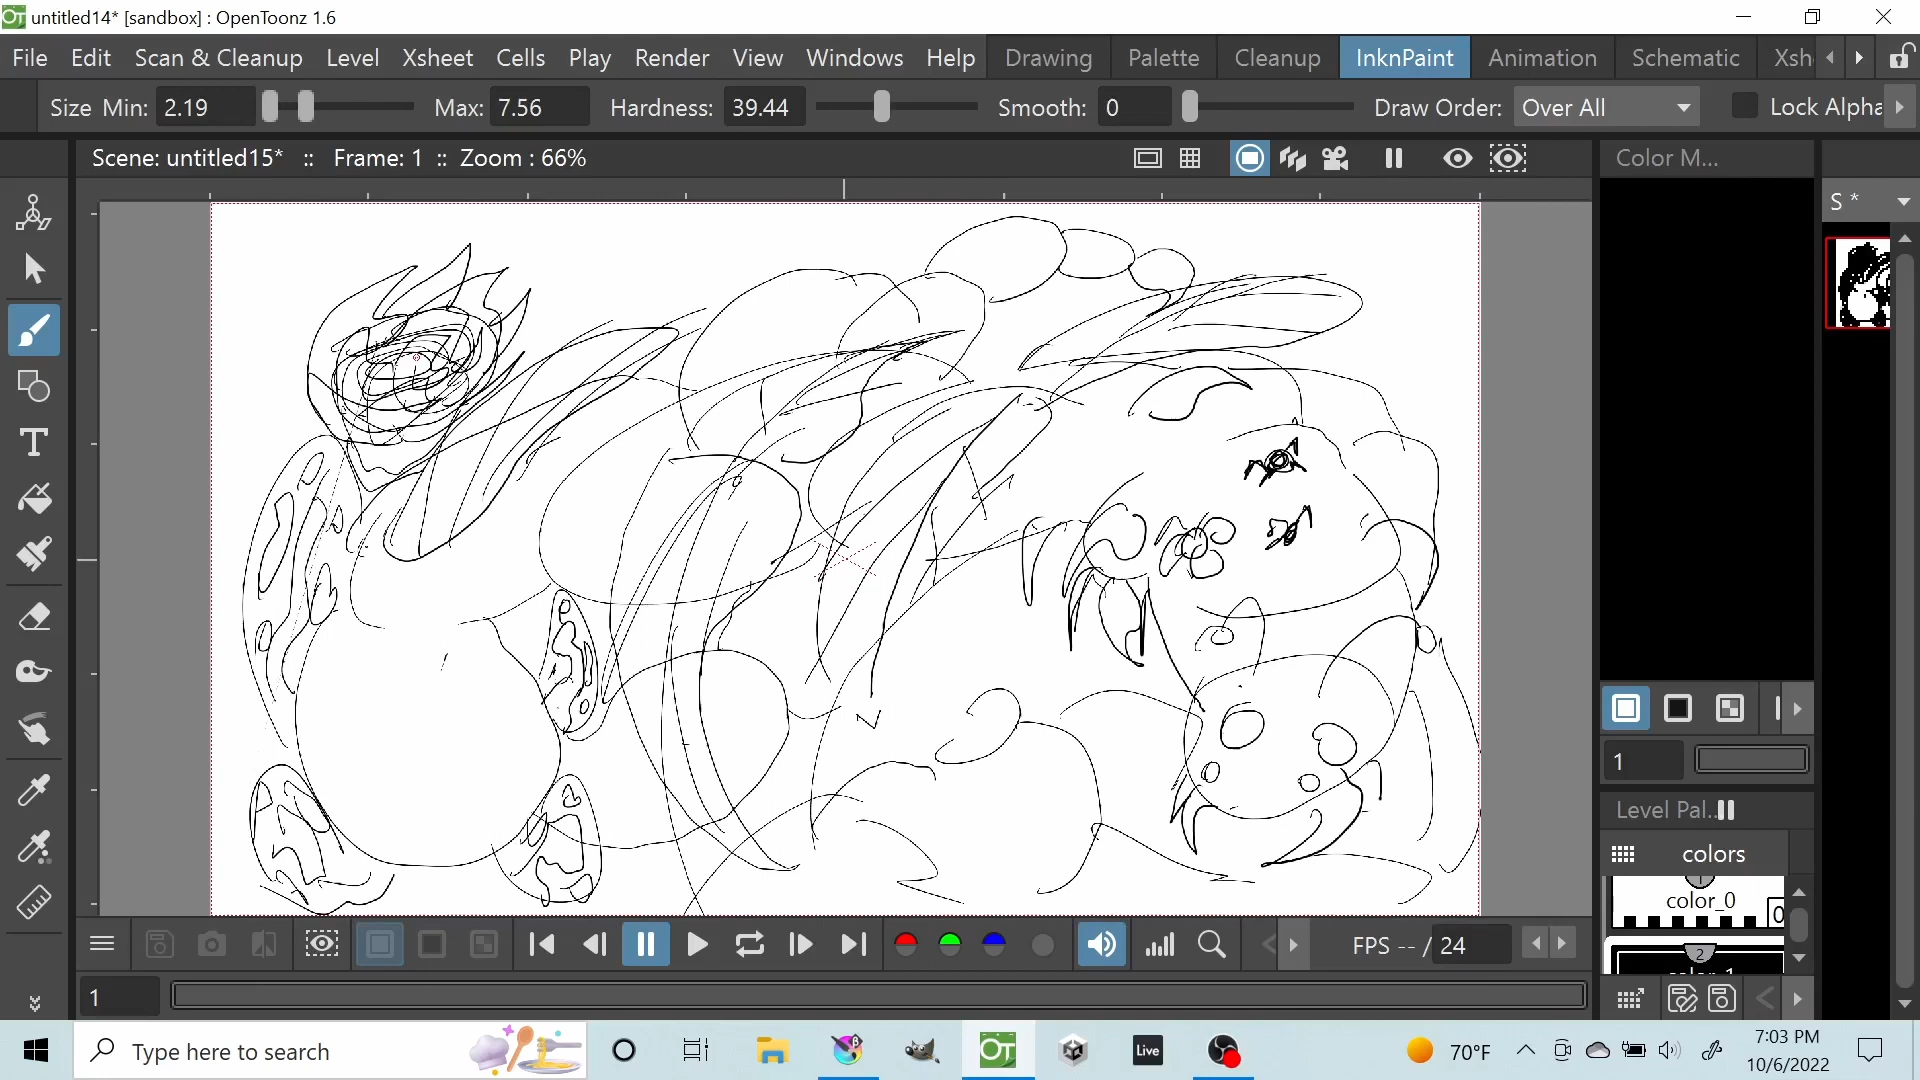 untitled14* [sandbox] : OpenToonz 1.6
File Edit Scan & Cleanup Level Xsheet Cells Play Render View Windows Help Drawing Palette Cleanup InknPaint Animation Schematic Xsh
Size Min: 2.19 Max: 7.56 Hardness: 39.44 Smooth: 0 Draw Order: Over All Lock Alpha
Scene: untitled15* :: Frame: 1 :: Zoom : 66% Color M...
S *
1
Level Pal...
colors
1
color_0
0
2
FPS -- / 24
1
Type here to search
Live
70°F
7:03 PM
10/6/2022